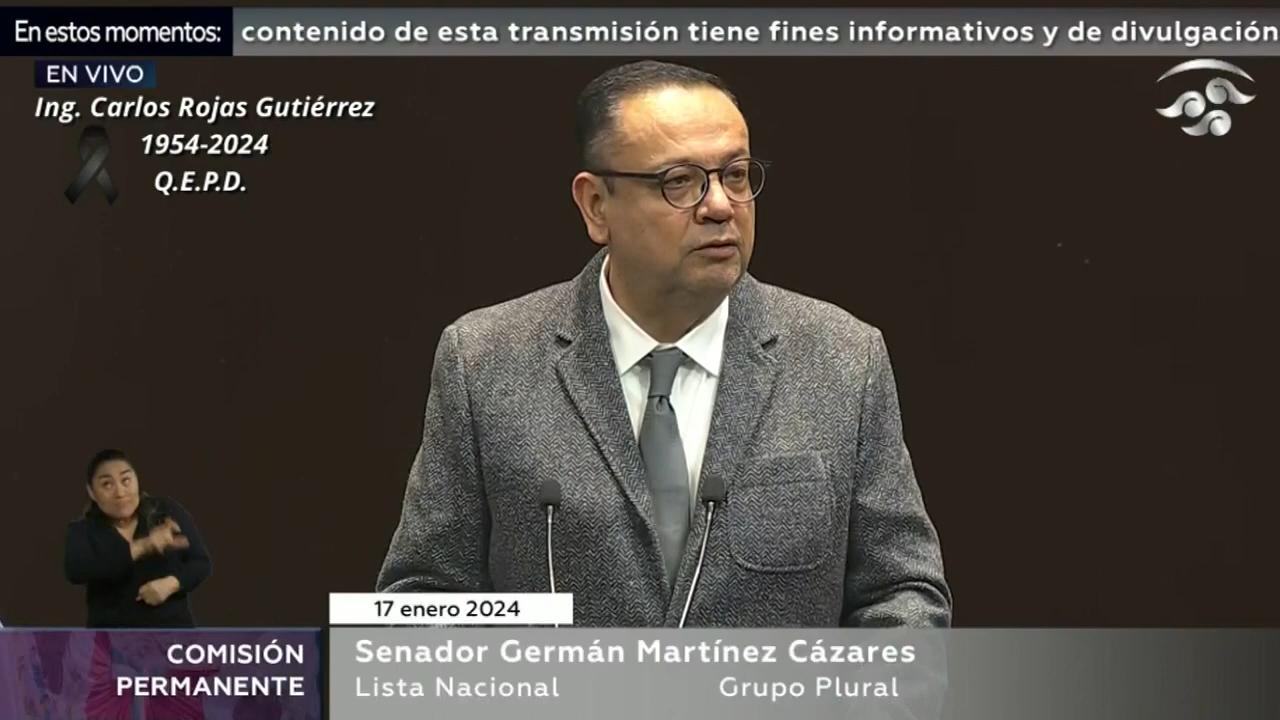 En estos momentos: contenido de esta transmisión tiene fines informativos y de divulgación
EN VIVO
Ing. Carlos Rojas Gutiérrez
1954-2024
Q.E.P.D.
17 enero 2024
COMISIÓN
PERMANENTE
Senador Germán Martínez Cázares
Lista Nacional Grupo Plural